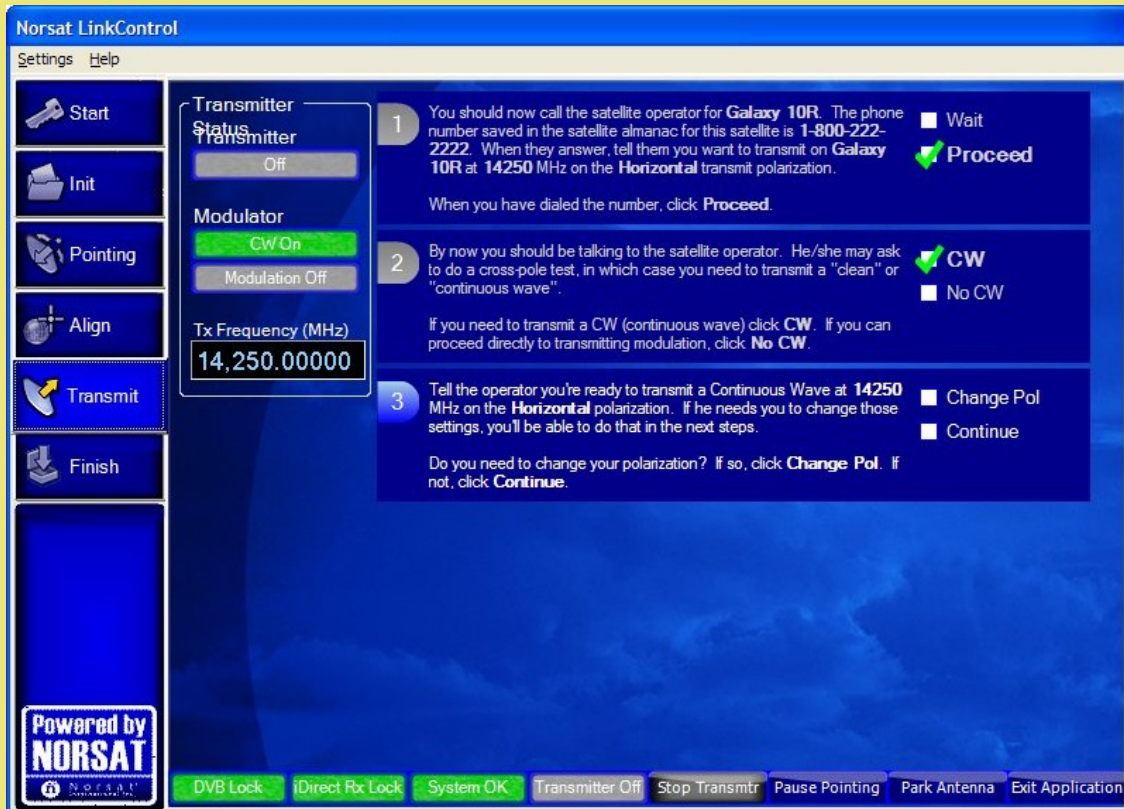 Norsat LinkControl
Settings Help
Start
Init
Pointing
Align
Transmit
Finish
Transmitter
Status
Transmitter
Off
Modulator
CW On
Modulation Off
Tx Frequency (MHz)
14,250.00000
1
You should now call the satellite operator for Galaxy 10R. The phone
number saved in the satellite almanac for this satellite is 1-800-222-
2222. When they answer, tell them you want to transmit on Galaxy
10R at 14250 MHz on the Horizontal transmit polarization.
When you have dialed the number, click Proceed.
Wait
Proceed
2
By now you should be talking to the satellite operator. He/she may ask
to do a cross-pole test, in which case you need to transmit a "clean" or
"continuous wave".
If you need to transmit a CW (continuous wave) click CW. If you can
proceed directly to transmitting modulation, click No CW.
CW
No CW
3
Tell the operator you're ready to transmit a Continuous Wave at 14250
MHz on the Horizontal polarization. If he needs you to change those
settings, you'll be able to do that in the next steps.
Do you need to change your polarization? If so, click Change Pol. If
not, click Continue.
Change Pol
Continue
Powered by
NORSAT
Norsat
DVB Lock iDirect Rx Lock System OK Transmitter Off Stop Transmtr Pause Pointing Park Antenna Exit Application